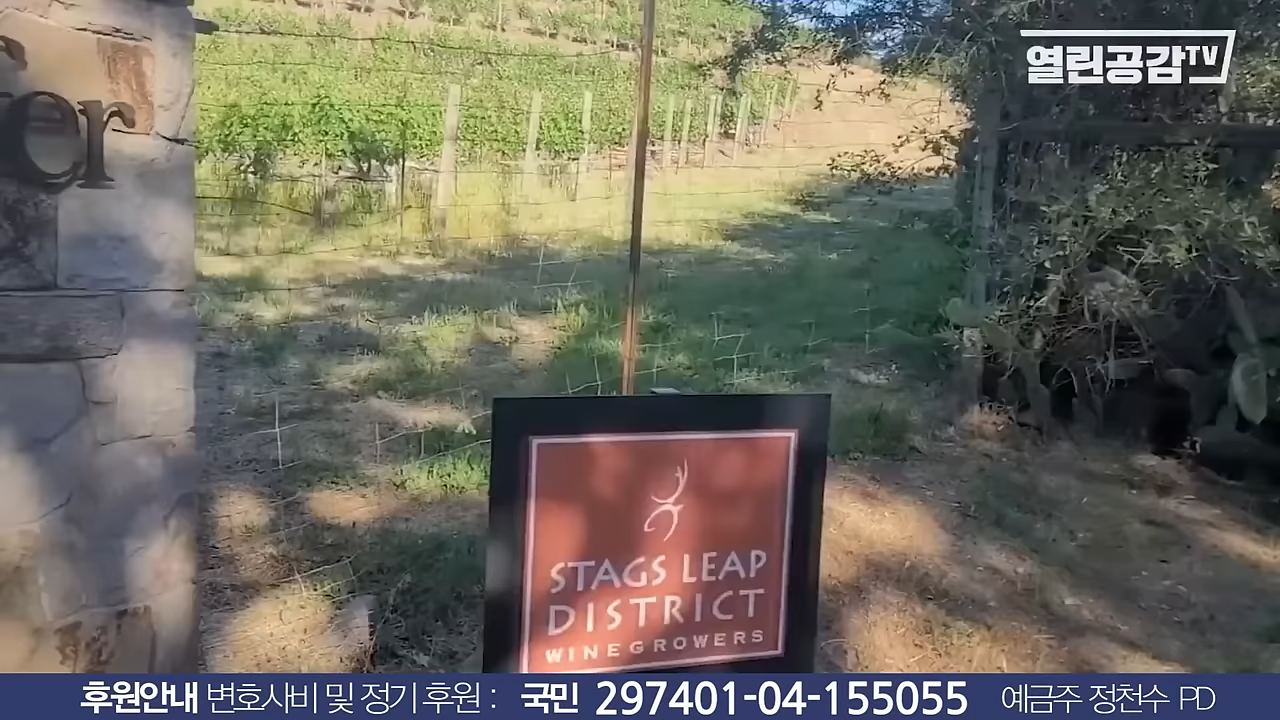 열린공감TV
er
STAGS LEAP
DISTRICT
WINEGROWERS
후원안내 변호사비 및 정기 후원 : 국민 297401-04-155055 예금주 정천수 PD